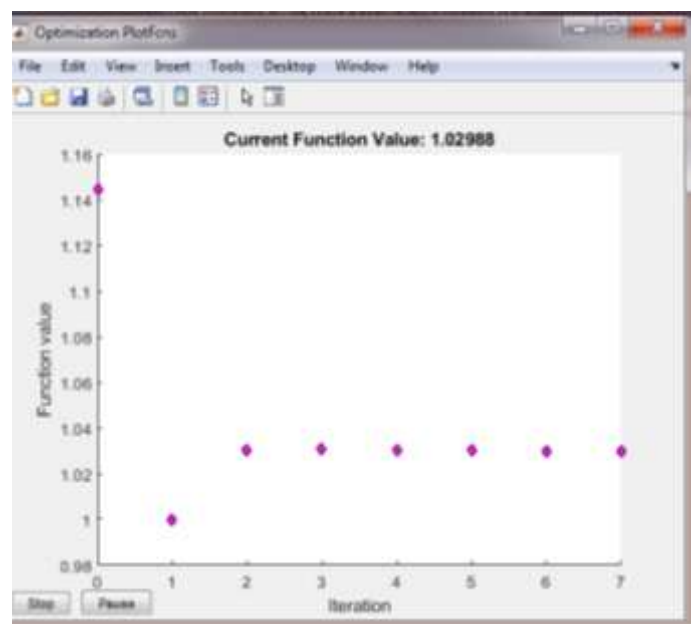 Optimization PlotFcns
File Edit View Insert Tools Desktop Window Help
Current Function Value: 1.02988
1.16
1.14
1.12
1.1
1.08
1.06
1.04
1.02
1
0.98
Function value
0 1 2 3 4 5 6 7
Iteration
Stop Pause